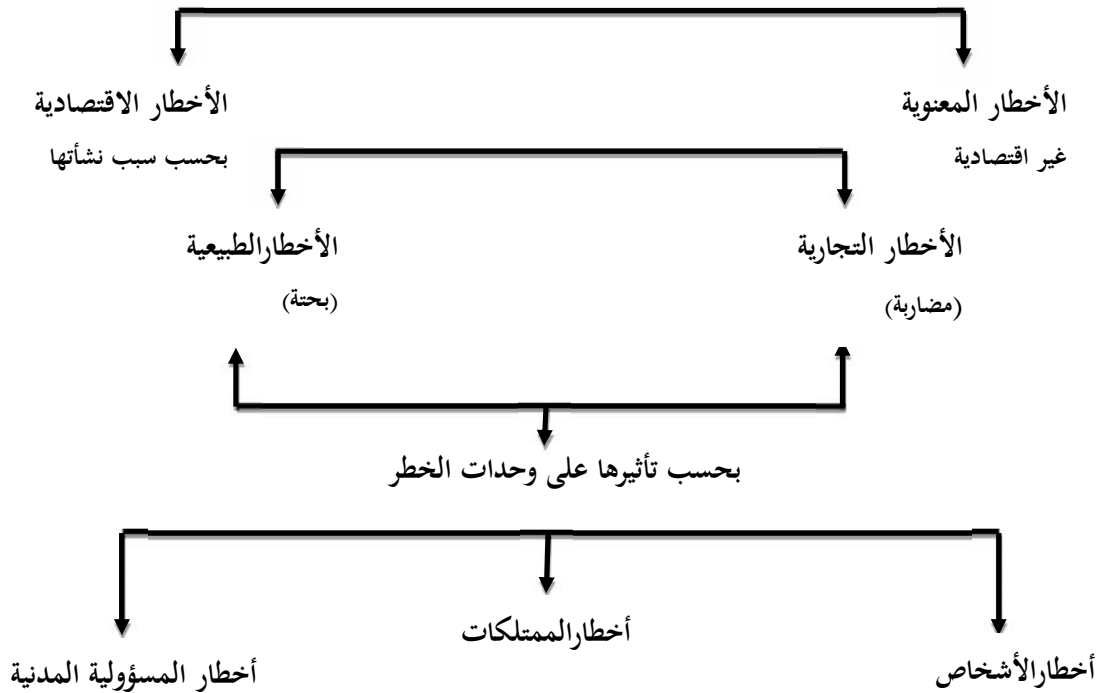 الأخطار المعنوية
الأخطار الاقتصادية
غير اقتصادية
بحسب سبب نشأتها
الأخطار التجارية
الأخطارالطبيعية
(مضاربة)
(بحتة)
بحسب تأثيرها على وحدات الخطر
أخطارالأشخاص
أخطارالممتلكات
أخطار المسؤولية المدنية